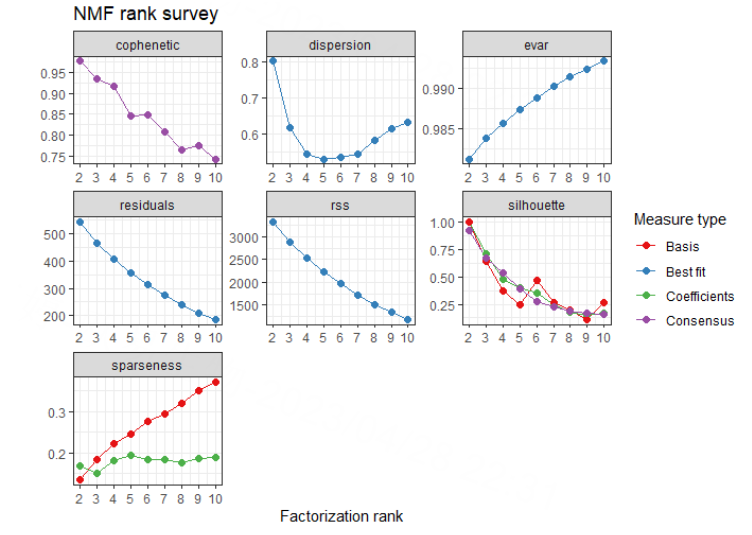 NMF rank survey
cophenetic
dispersion
evar
0.95
0.90
0.85
0.80
0.75
0.8
0.7
0.6
0.990
0.985
2 3 4 5 6 7 8 9 10
2 3 4 5 6 7 8 9 10
2 3 4 5 6 7 8 9 10
residuals
rss
silhouette
500
400
300
200
3000
2500
2000
1500
1.00
0.75
0.50
0.25
2 3 4 5 6 7 8 9 10
2 3 4 5 6 7 8 9 10
2 3 4 5 6 7 8 9 10
Measure type
Basis
Best fit
Coefficients
Consensus
sparseness
0.3
0.2
2 3 4 5 6 7 8 9 10
Factorization rank